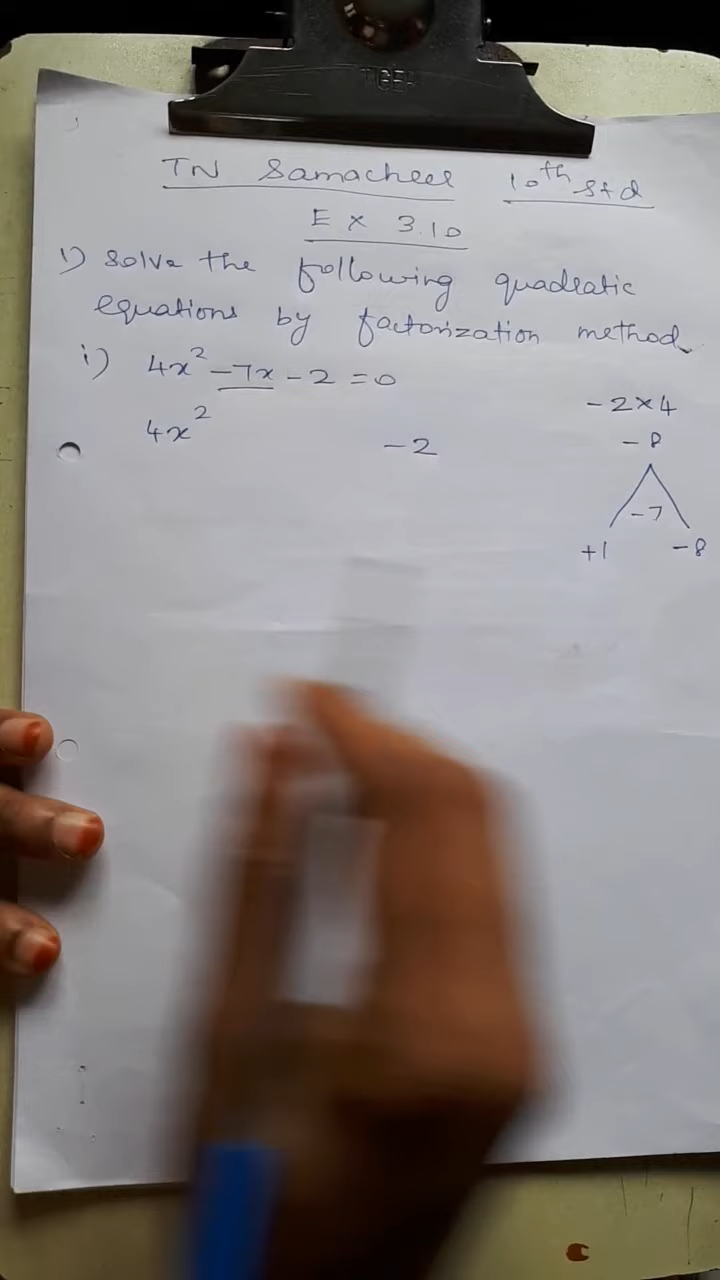 TIGER
TN Samacheer 10th std
EX 3.10
1) Solve the following quadratic
equations by factorization method.
i) 4x² - 7x - 2 = 0
-2×4
4x² -2
-8
-7
+1 -8